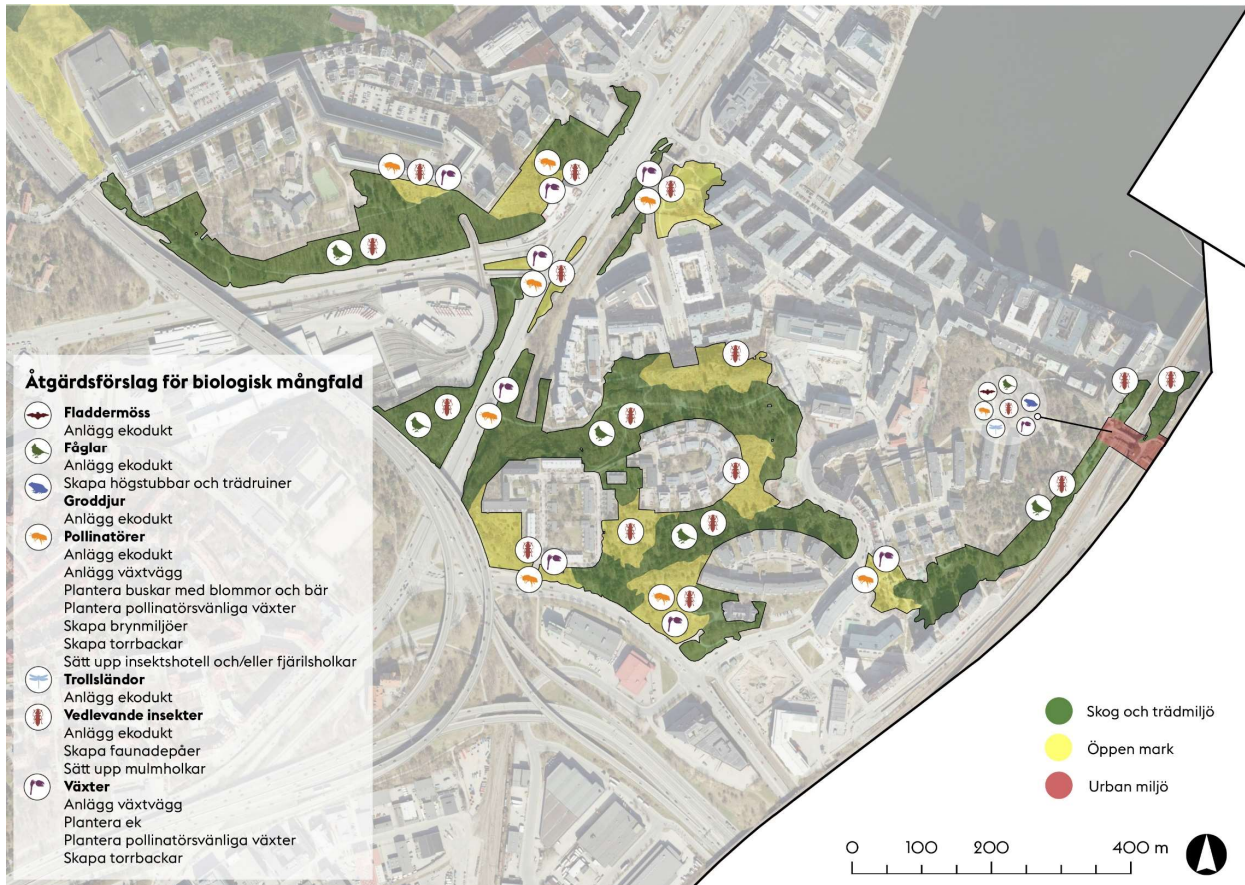 Åtgärdsförslag för biologisk mångfald
Fladdermöss
Anlägg ekodukt
Fåglar
Anlägg ekodukt
Skapa högstubbar och trädruiner
Groddjur
Anlägg ekodukt
Pollinatörer
Anlägg ekodukt
Anlägg växtvägg
Plantera buskar med blommor och bär
Plantera pollinatörsvänliga växter
Skapa brynmiljöer
Skapa torrbackar
Sätt upp insektshotell och/eller fjärilsholkar
Trollsländor
Anlägg ekodukt
Vedlevande insekter
Anlägg ekodukt
Skapa faunadepåer
Sätt upp mulmholkar
Växter
Anlägg växtvägg
Plantera ek
Plantera pollinatörsvänliga växter
Skapa torrbackar
Skog och trädmiljö
Öppen mark
Urban miljö
0 100 200 400 m